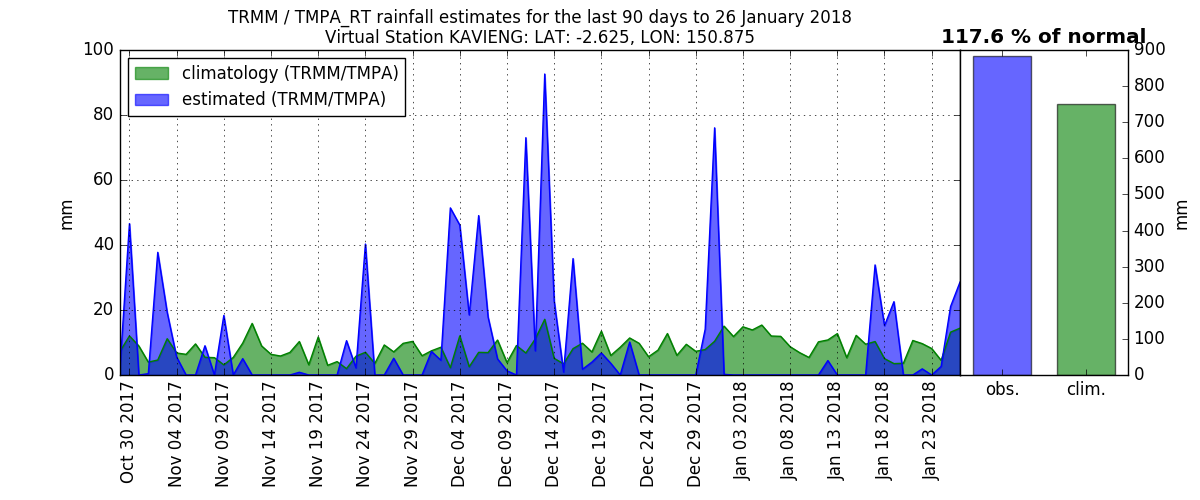 TRMM / TMPA_RT rainfall estimates for the last 90 days to 26 January 2018
Virtual Station KAVIENG: LAT: -2.625, LON: 150.875
117.6 % of normal
climatology (TRMM/TMPA)
estimated (TRMM/TMPA)
mm
100
80
60
40
20
0
Oct 30 2017
Nov 04 2017
Nov 09 2017
Nov 14 2017
Nov 19 2017
Nov 24 2017
Nov 29 2017
Dec 04 2017
Dec 09 2017
Dec 14 2017
Dec 19 2017
Dec 24 2017
Dec 29 2017
Jan 03 2018
Jan 08 2018
Jan 13 2018
Jan 18 2018
Jan 23 2018
obs.
clim.
900
800
700
600
500
400
300
200
100
0
mm